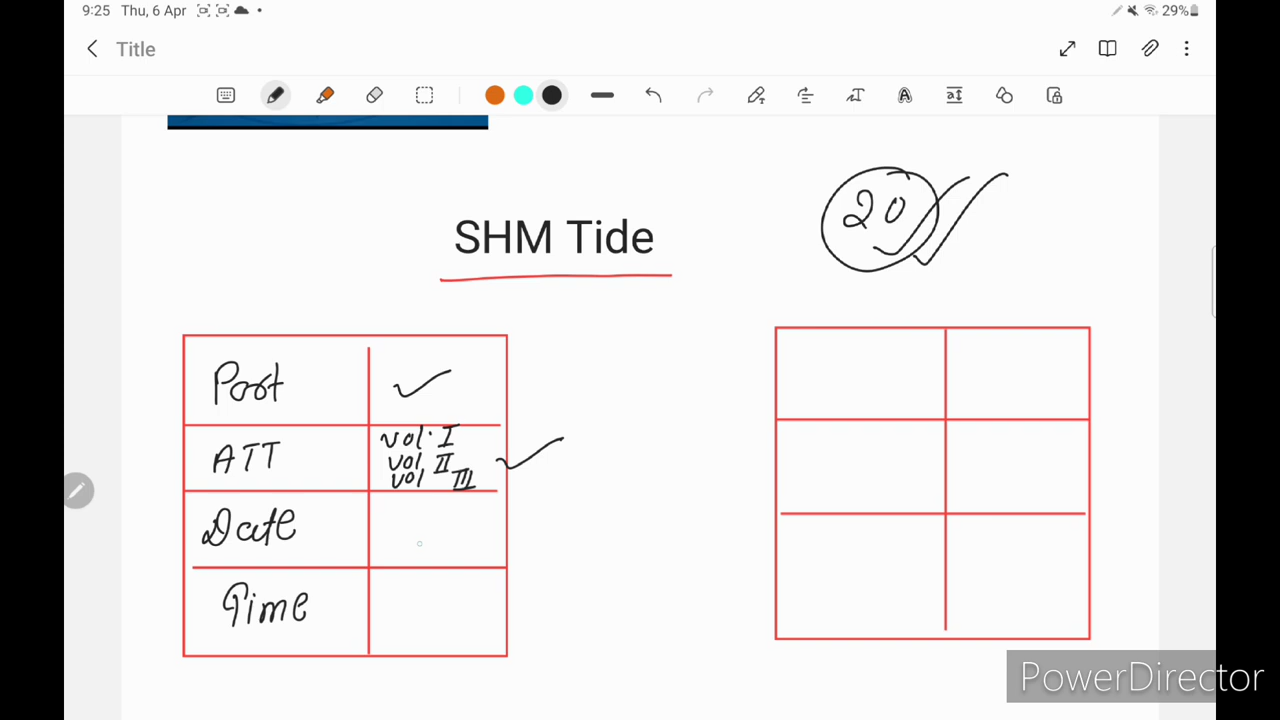 9:25 Thu, 6 Apr
29%
Title
20
SHM Tide
Port
ATT vol. I
vol II
vol III
Date
Time
PowerDirector